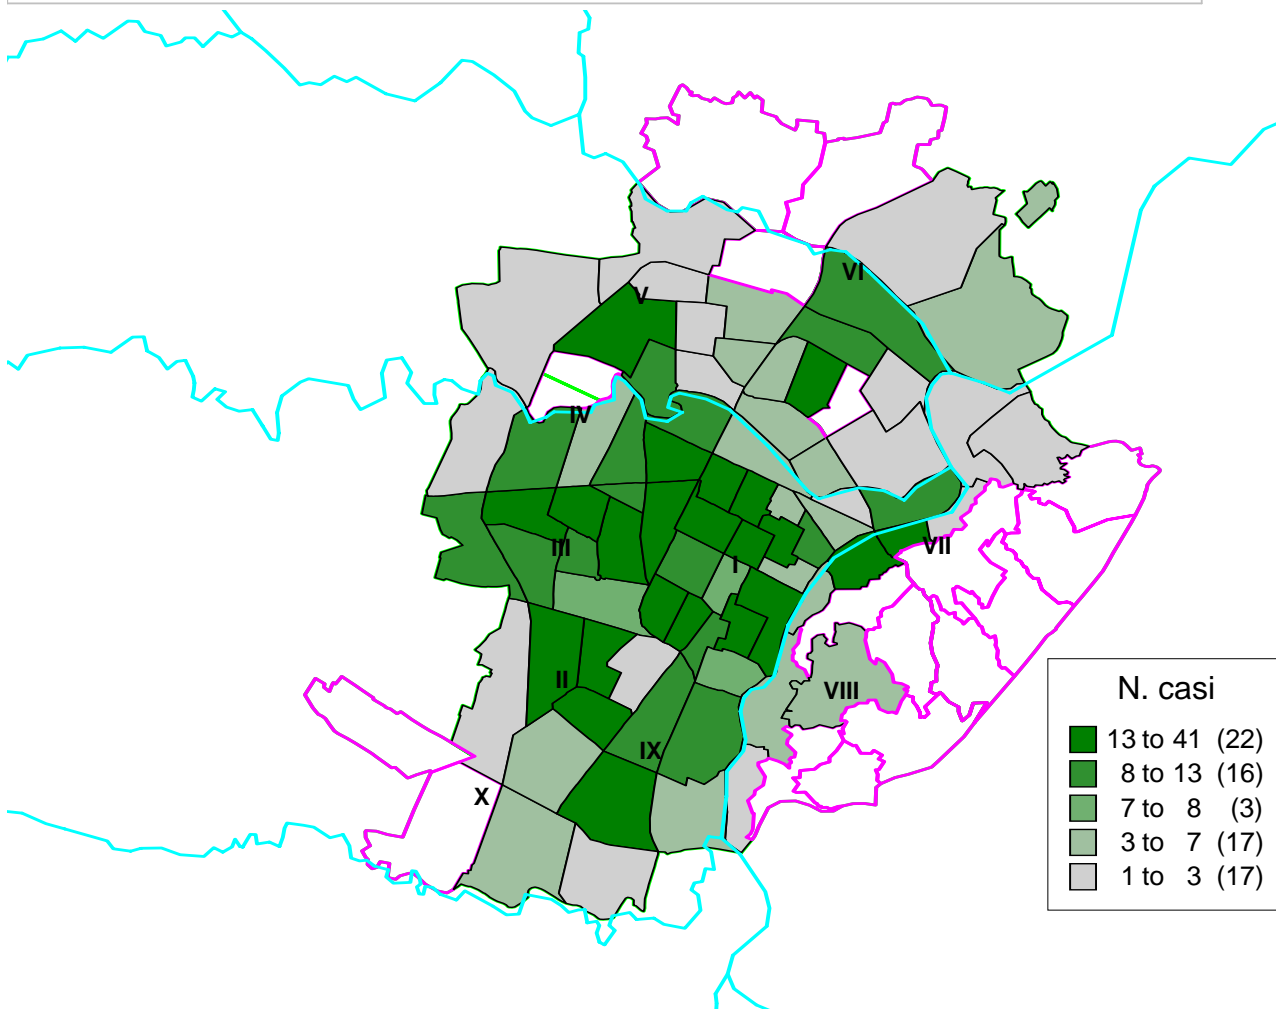 VI
V
IV
III
I
VII
II
VIII
IX
X
N. casi
13 to 41 (22)
8 to 13 (16)
7 to 8 (3)
3 to 7 (17)
1 to 3 (17)